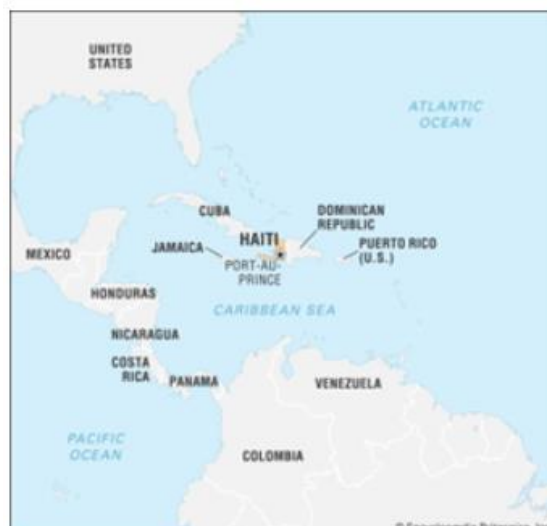 UNITED
STATES
ATLANTIC
OCEAN
CUBA
DOMINICAN
REPUBLIC
HAITI
MEXICO
JAMAICA
PUERTO RICO
(U.S.)
PORT-AU-
PRINCE
HONDURAS
CARIBBEAN SEA
NICARAGUA
COSTA
RICA
PANAMA
VENEZUELA
PACIFIC
OCEAN
COLOMBIA